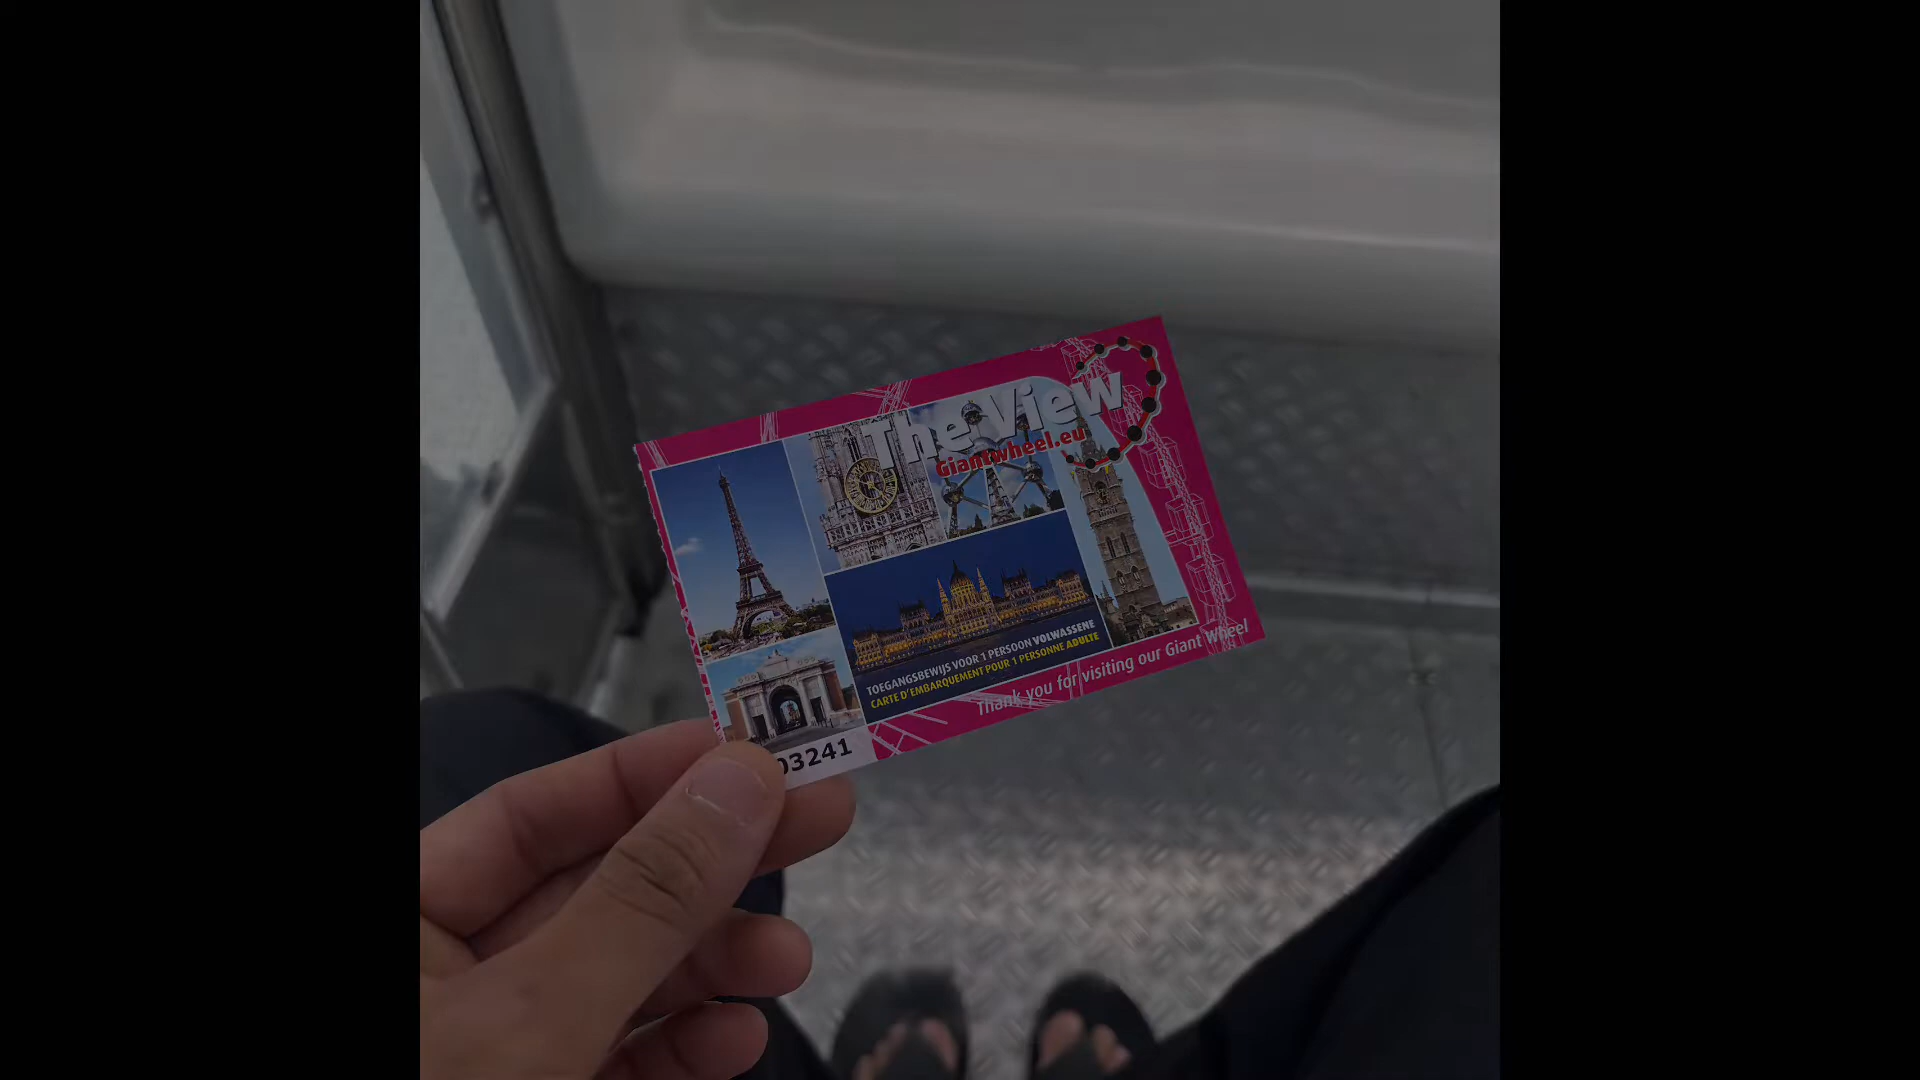 The View
Giantwheel.eu
TOEGANGSBEWIJS VOOR 1 PERSOON VOLWASSENE
CARTE D'EMBARQUEMENT POUR 1 PERSONNE ADULTE
Thank you for visiting our Giant Wheel
03241